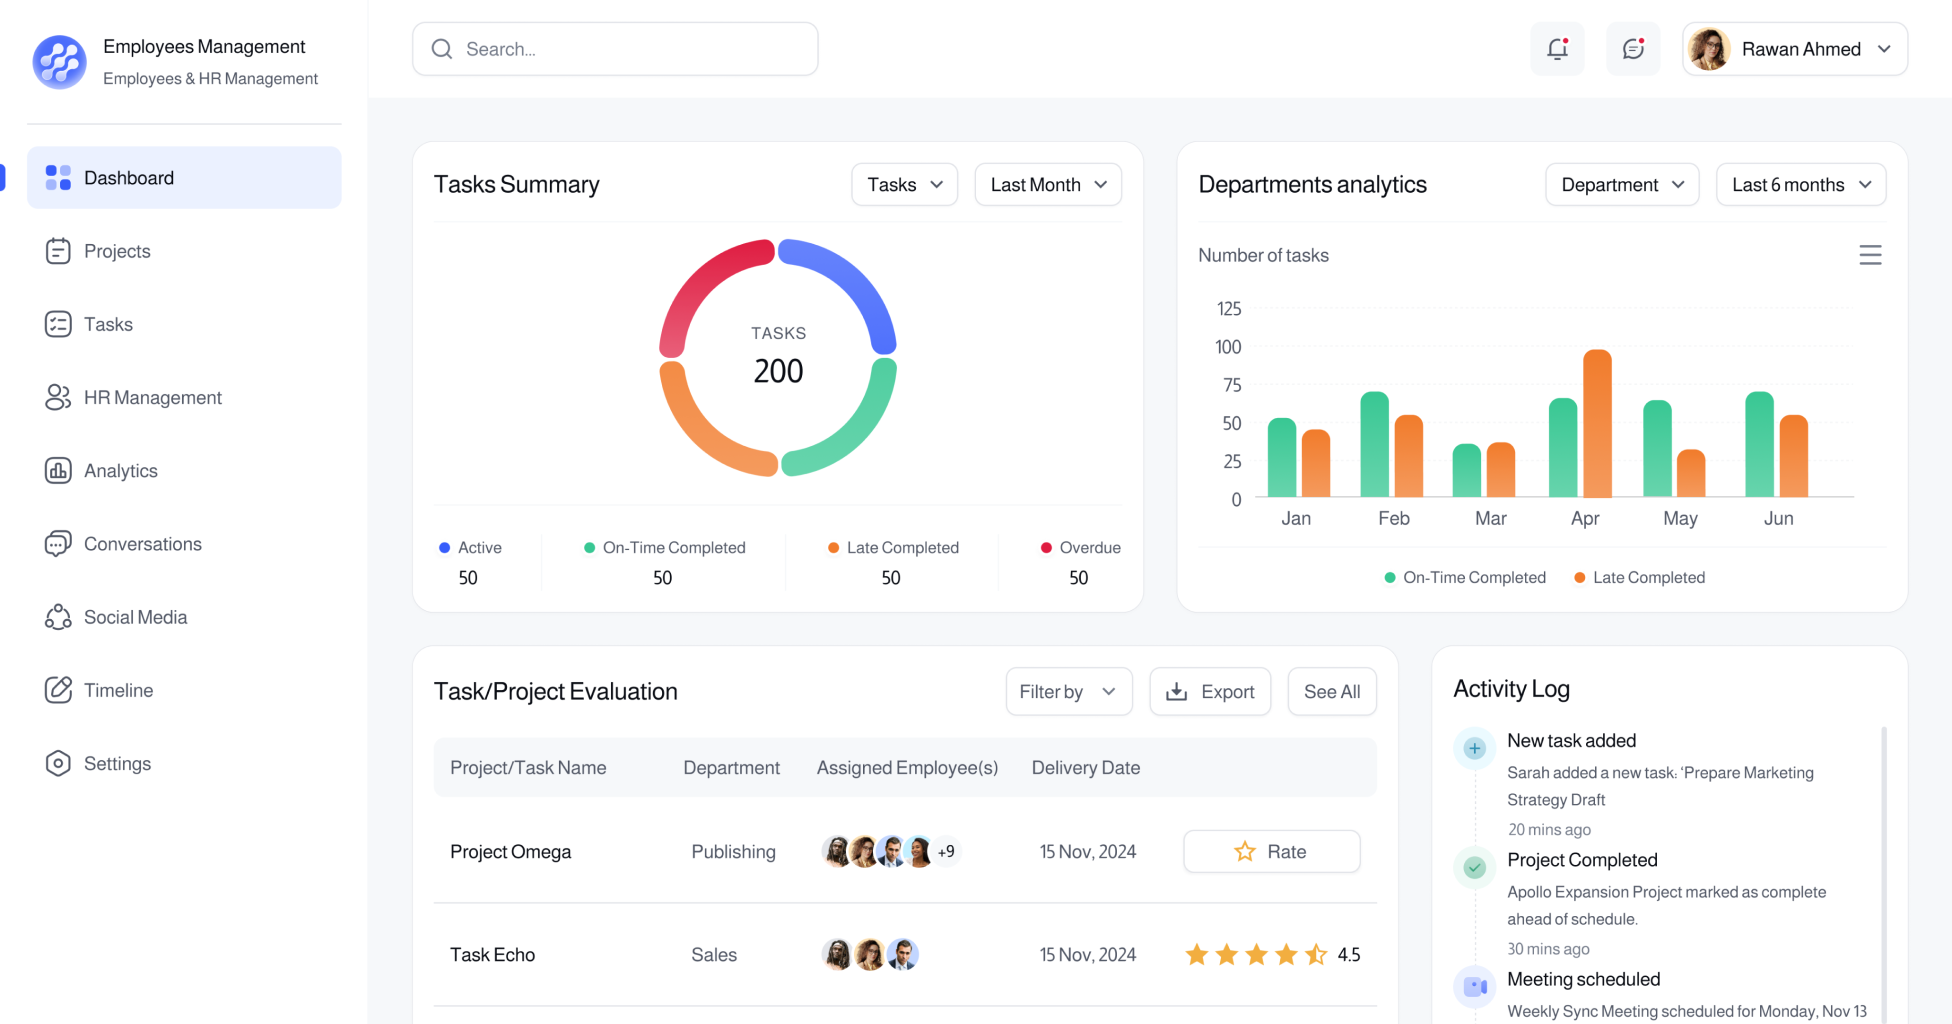 Employees Management
Employees & HR Management
Dashboard
Projects
Tasks
HR Management
Analytics
Conversations
Social Media
Timeline
Settings
Search...
Rawan Ahmed
Tasks Summary
Tasks
Last Month
TASKS
200
Active
50
On-Time Completed
50
Late Completed
50
Overdue
50
Departments analytics
Department
Last 6 months
Number of tasks
125
100
75
50
25
0
Jan Feb Mar Apr May Jun
On-Time Completed
Late Completed
Task/Project Evaluation
Filter by
Export
See All
Project/Task Name Department Assigned Employee(s) Delivery Date
Project Omega Publishing +9 15 Nov, 2024 Rate
Task Echo Sales 15 Nov, 2024 4.5
Activity Log
New task added
Sarah added a new task: ‘Prepare Marketing
Strategy Draft
20 mins ago
Project Completed
Apollo Expansion Project marked as complete
ahead of schedule.
30 mins ago
Meeting scheduled
Weekly Sync Meeting scheduled for Monday, Nov 13